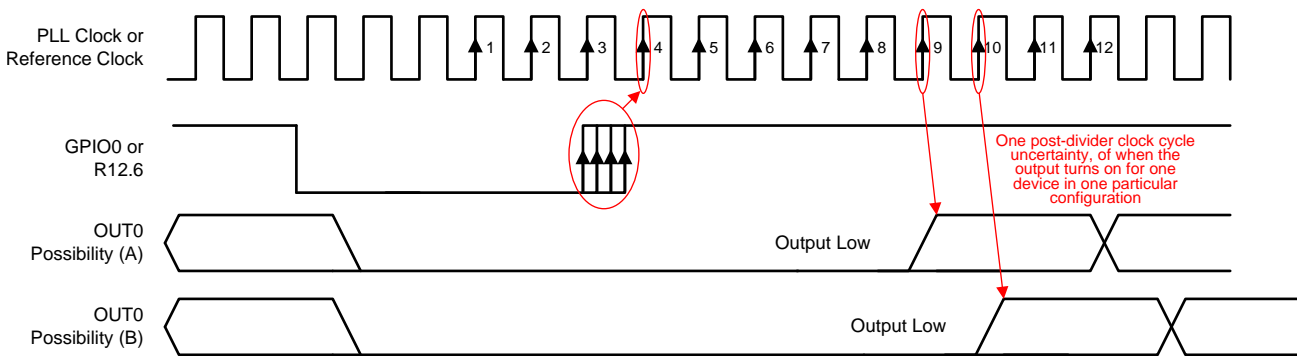 PLL Clock or
Reference Clock
1 2 3 4 5 6 7 8 9 10 11 12
GPIO0 or
R12.6
One post-divider clock cycle
uncertainty, of when the
output turns on for one
device in one particular
configuration
OUT0
Possibility (A)
Output Low
OUT0
Possibility (B)
Output Low